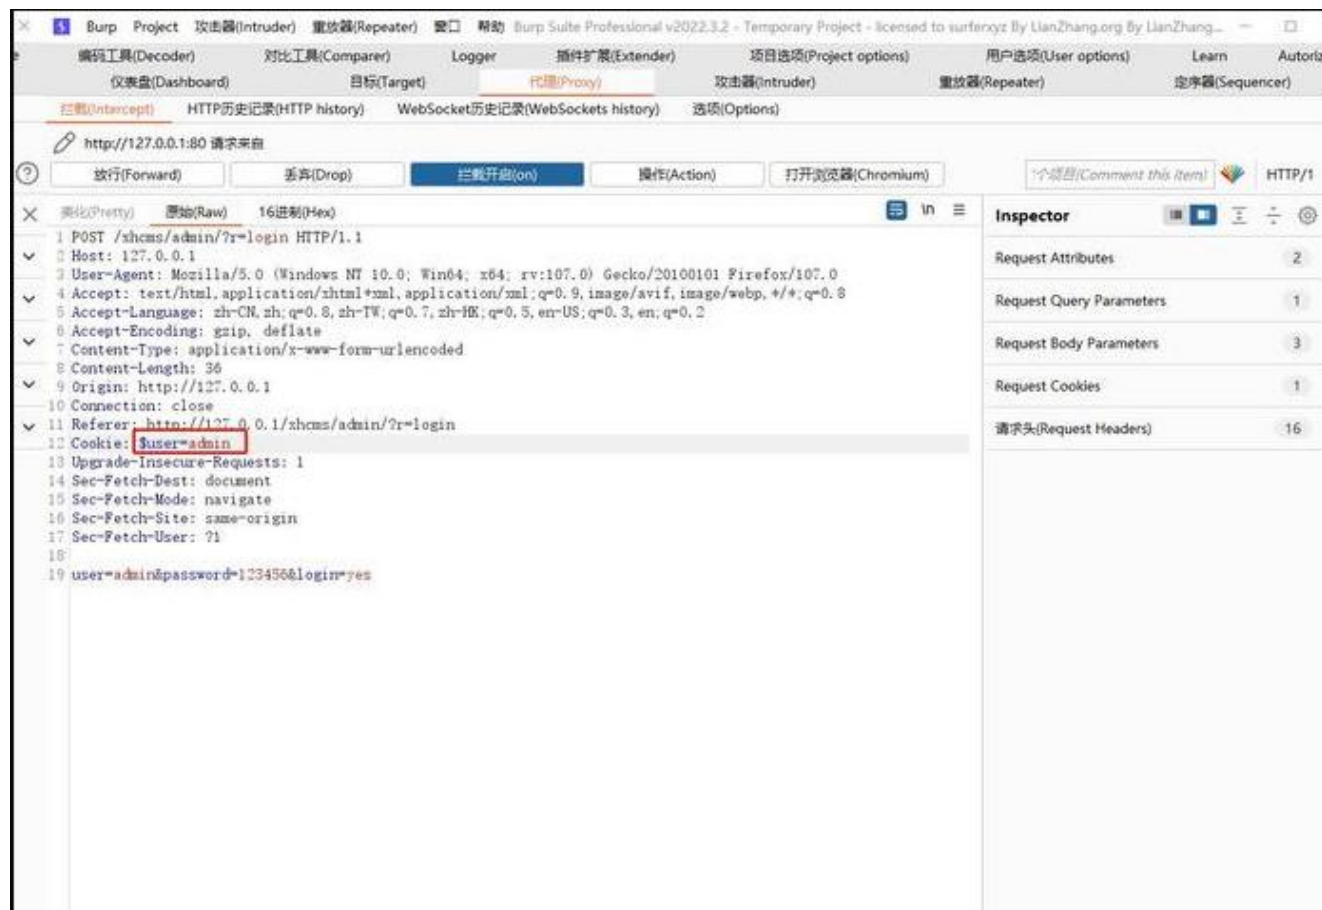 Burp Project 攻击器(Intruder) 重放器(Repeater) 窗口 帮助 Burp Suite Professional v2022.3.2 - Temporary Project - licensed to surferxyz By LianZhang.org By LianZhang...
编码工具(Decoder) 对比工具(Comparer) Logger 插件扩展(Extender) 项目选项(Project options) 用户选项(User options) Learn Autoriz
仪表盘(Dashboard) 目标(Target) 代理(Proxy) 攻击器(Intruder) 重放器(Repeater) 定序器(Sequencer)
拦截(Intercept) HTTP历史记录(HTTP history) WebSocket历史记录(WebSockets history) 选项(Options)
http://127.0.0.1:80 请求来自
放行(Forward) 丢弃(Drop) 拦截开启(on) 操作(Action) 打开浏览器(Chromium) 个项目(Comment this item) HTTP/1
美化(Pretty) 原始(Raw) 16进制(Hex) \n
Inspector
1 POST /xhcms/admin/?r=login HTTP/1.1
2 Host: 127.0.0.1
3 User-Agent: Mozilla/5.0 (Windows NT 10.0; Win64; x64; rv:107.0) Gecko/20100101 Firefox/107.0
4 Accept: text/html,application/xhtml+xml,application/xml;q=0.9,image/avif,image/webp,*/*;q=0.8
5 Accept-Language: zh-CN,zh;q=0.8,zh-TW;q=0.7,zh-HK;q=0.5,en-US;q=0.3,en;q=0.2
6 Accept-Encoding: gzip, deflate
7 Content-Type: application/x-www-form-urlencoded
8 Content-Length: 36
9 Origin: http://127.0.0.1
10 Connection: close
11 Referer: http://127.0.0.1/xhcms/admin/?r=login
12 Cookie: $user=admin
13 Upgrade-Insecure-Requests: 1
14 Sec-Fetch-Dest: document
15 Sec-Fetch-Mode: navigate
16 Sec-Fetch-Site: same-origin
17 Sec-Fetch-User: ?1
18
19 user=admin&password=123456&login=yes
Request Attributes 2
Request Query Parameters 1
Request Body Parameters 3
Request Cookies 1
请求头(Request Headers) 16